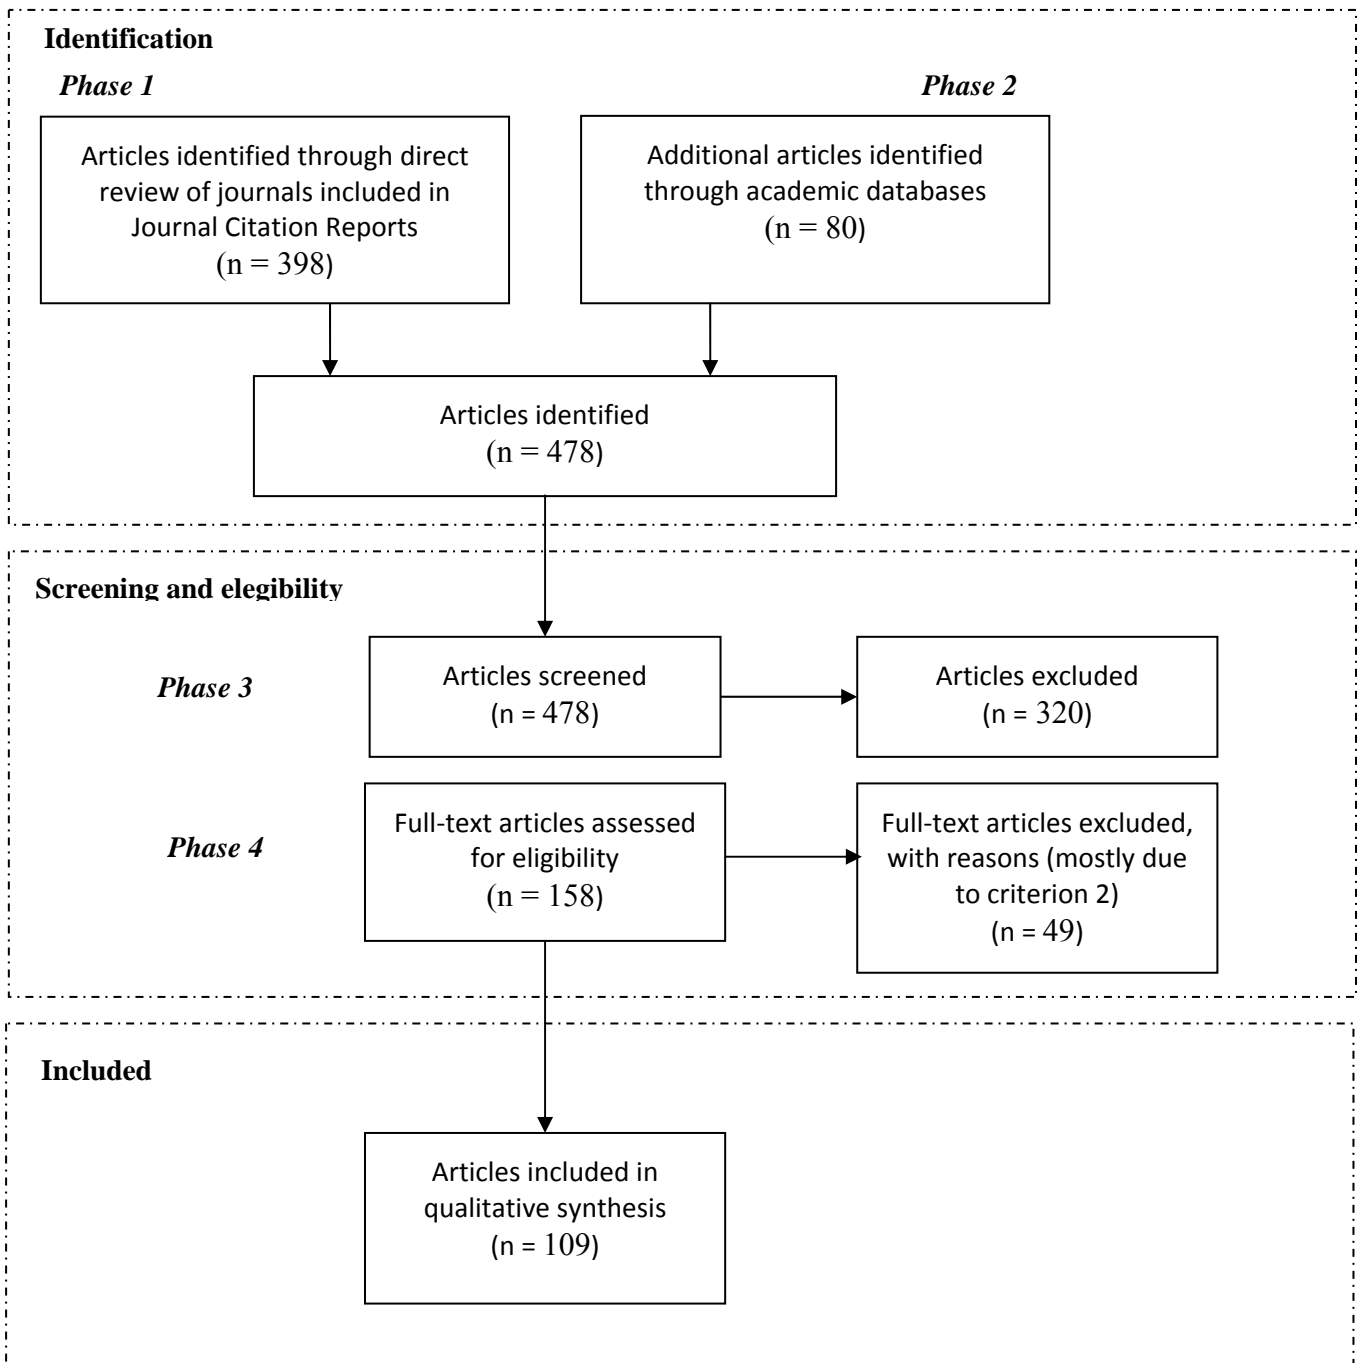 Identification
Phase 1
Phase 2
Articles identified through direct
review of journals included in
Journal Citation Reports
(n = 398)
Additional articles identified
through academic databases
(n = 80)
Articles identified
(n = 478)
Screening and elegibility
Phase 3
Articles screened
(n = 478)
Articles excluded
(n = 320)
Phase 4
Full-text articles assessed
for eligibility
(n = 158)
Full-text articles excluded,
with reasons (mostly due
to criterion 2)
(n = 49)
Included
Articles included in
qualitative synthesis
(n = 109)